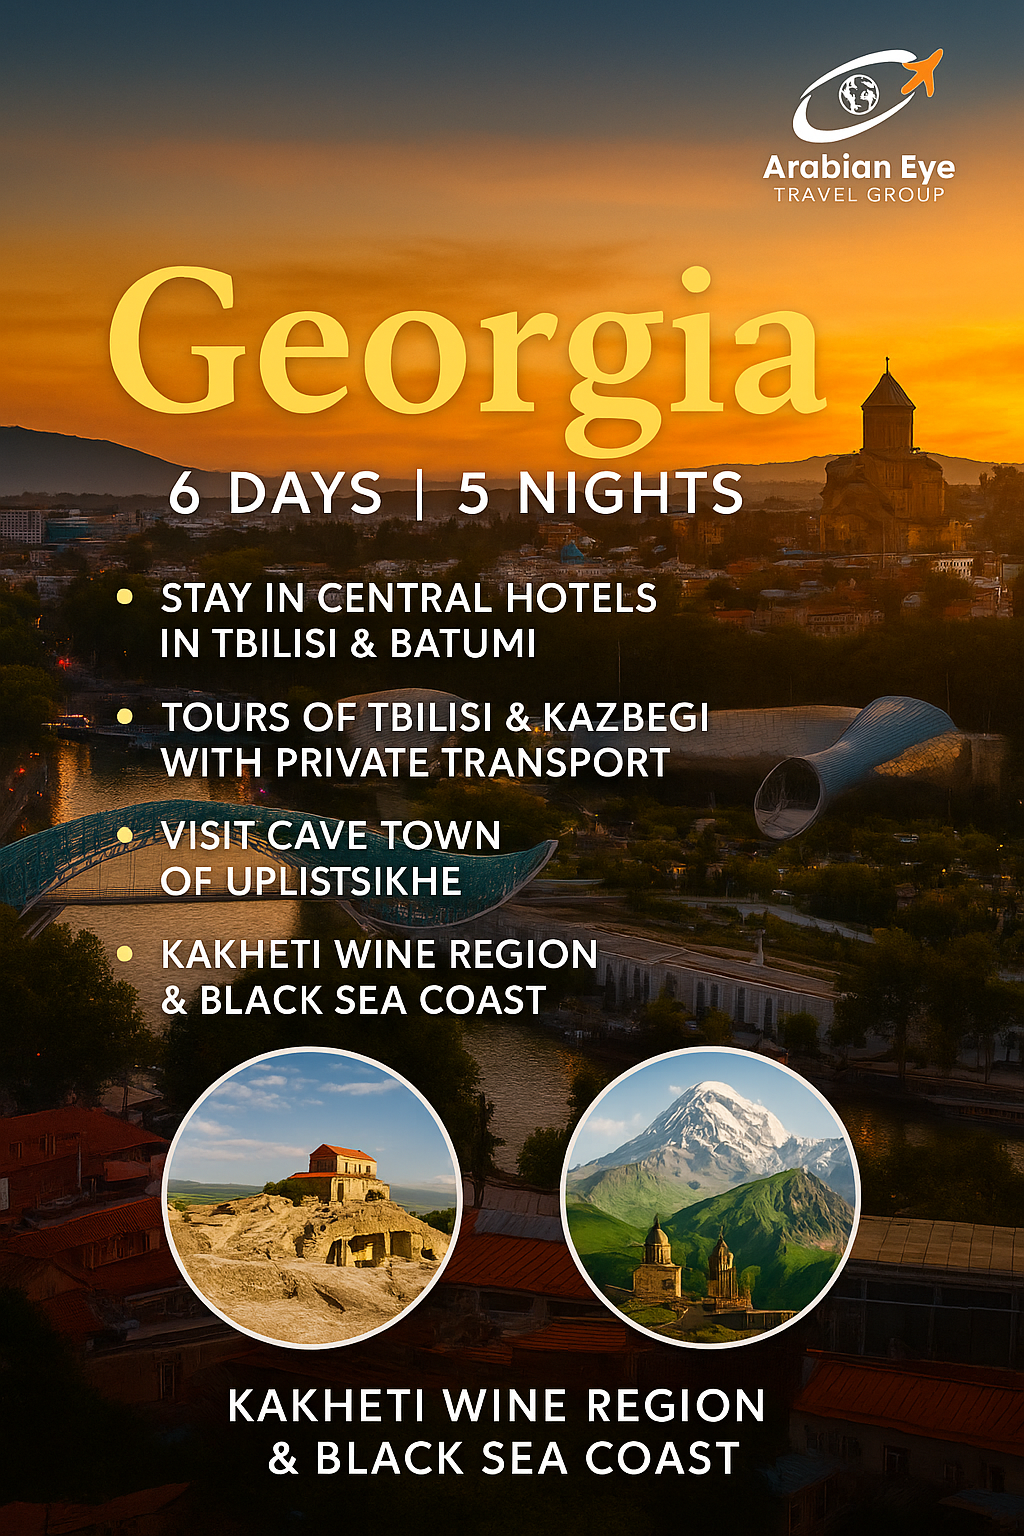 Arabian Eye
TRAVEL GROUP
Georgia
6 DAYS | 5 NIGHTS
• STAY IN CENTRAL HOTELS
IN TBILISI & BATUMI
• TOURS OF TBILISI & KAZBEGI
WITH PRIVATE TRANSPORT
• VISIT CAVE TOWN
OF UPLISTSIKHE
• KAKHETI WINE REGION
& BLACK SEA COAST
KAKHETI WINE REGION
& BLACK SEA COAST